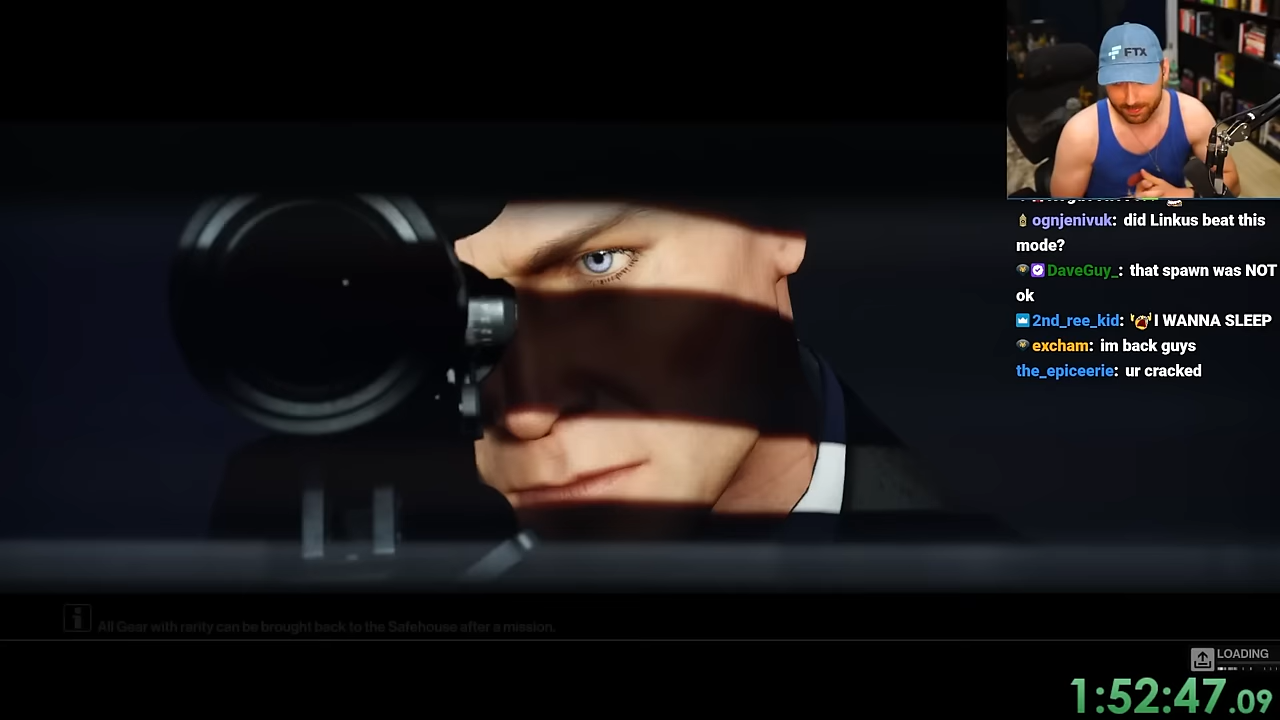 FTX
ognjenivuk: did Linkus beat this
mode?
DaveGuy_: that spawn was NOT
ok
2nd_ree_kid: I WANNA SLEEP
excham: im back guys
the_epiceerie: ur cracked
All Gear with rarity can be brought back to the Safehouse after a mission.
LOADING
1:52:47.09